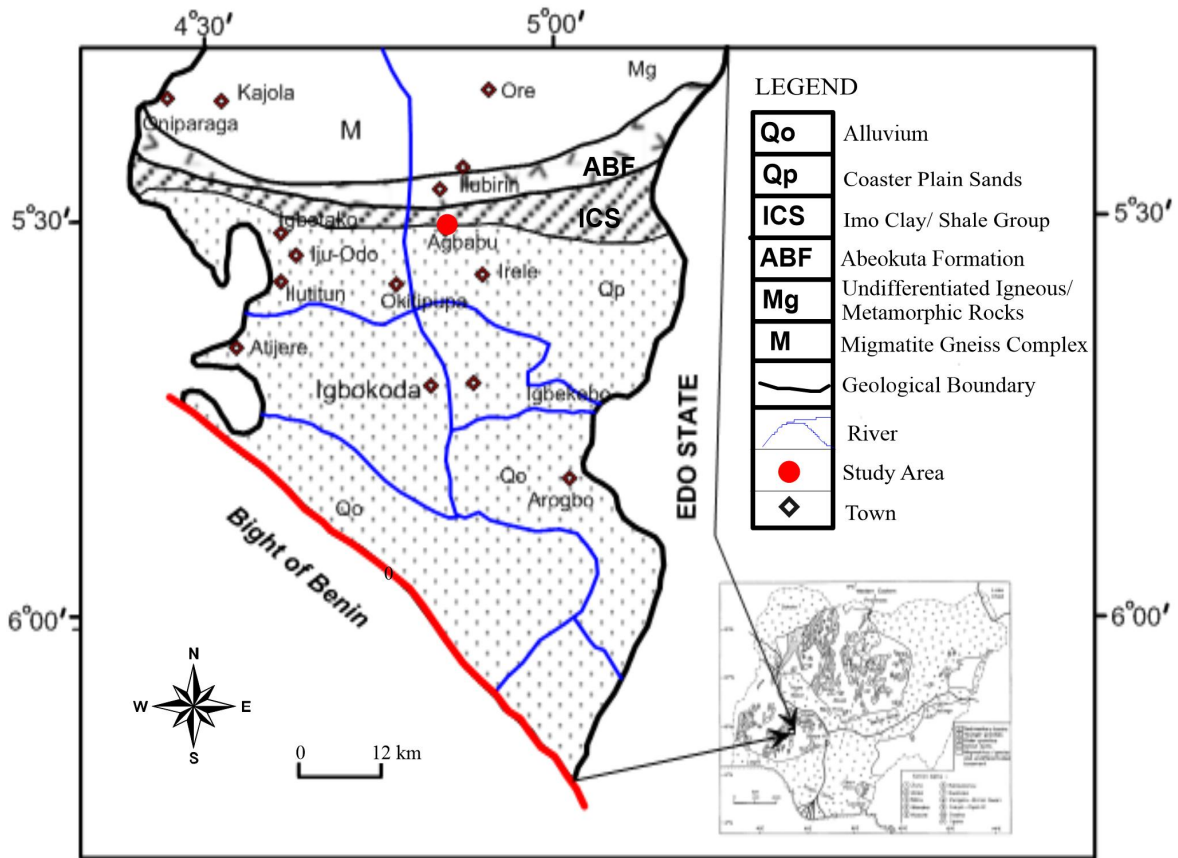 4°30′
5°00′
Mg
Kajola
Ore
Oniparaga
M
ABF
Ilubirin
ICS
5°30′
5°30′
Igbotako
Agbabu
Iju-Odo
Irele
Ilutitun
Okitipupa
Qp
Atijere
Igbokoda
Igbekebo
EDO STATE
Qo
Arogbo
Qo
Bight of Benin
0
6°00′
6°00′
N
W
E
S
0
12 km
LEGEND
Qo Alluvium
Qp Coaster Plain Sands
ICS Imo Clay/ Shale Group
ABF Abeokuta Formation
Mg Undifferentiated Igneous/
Metamorphic Rocks
M Migmatite Gneiss Complex
Geological Boundary
River
Study Area
Town